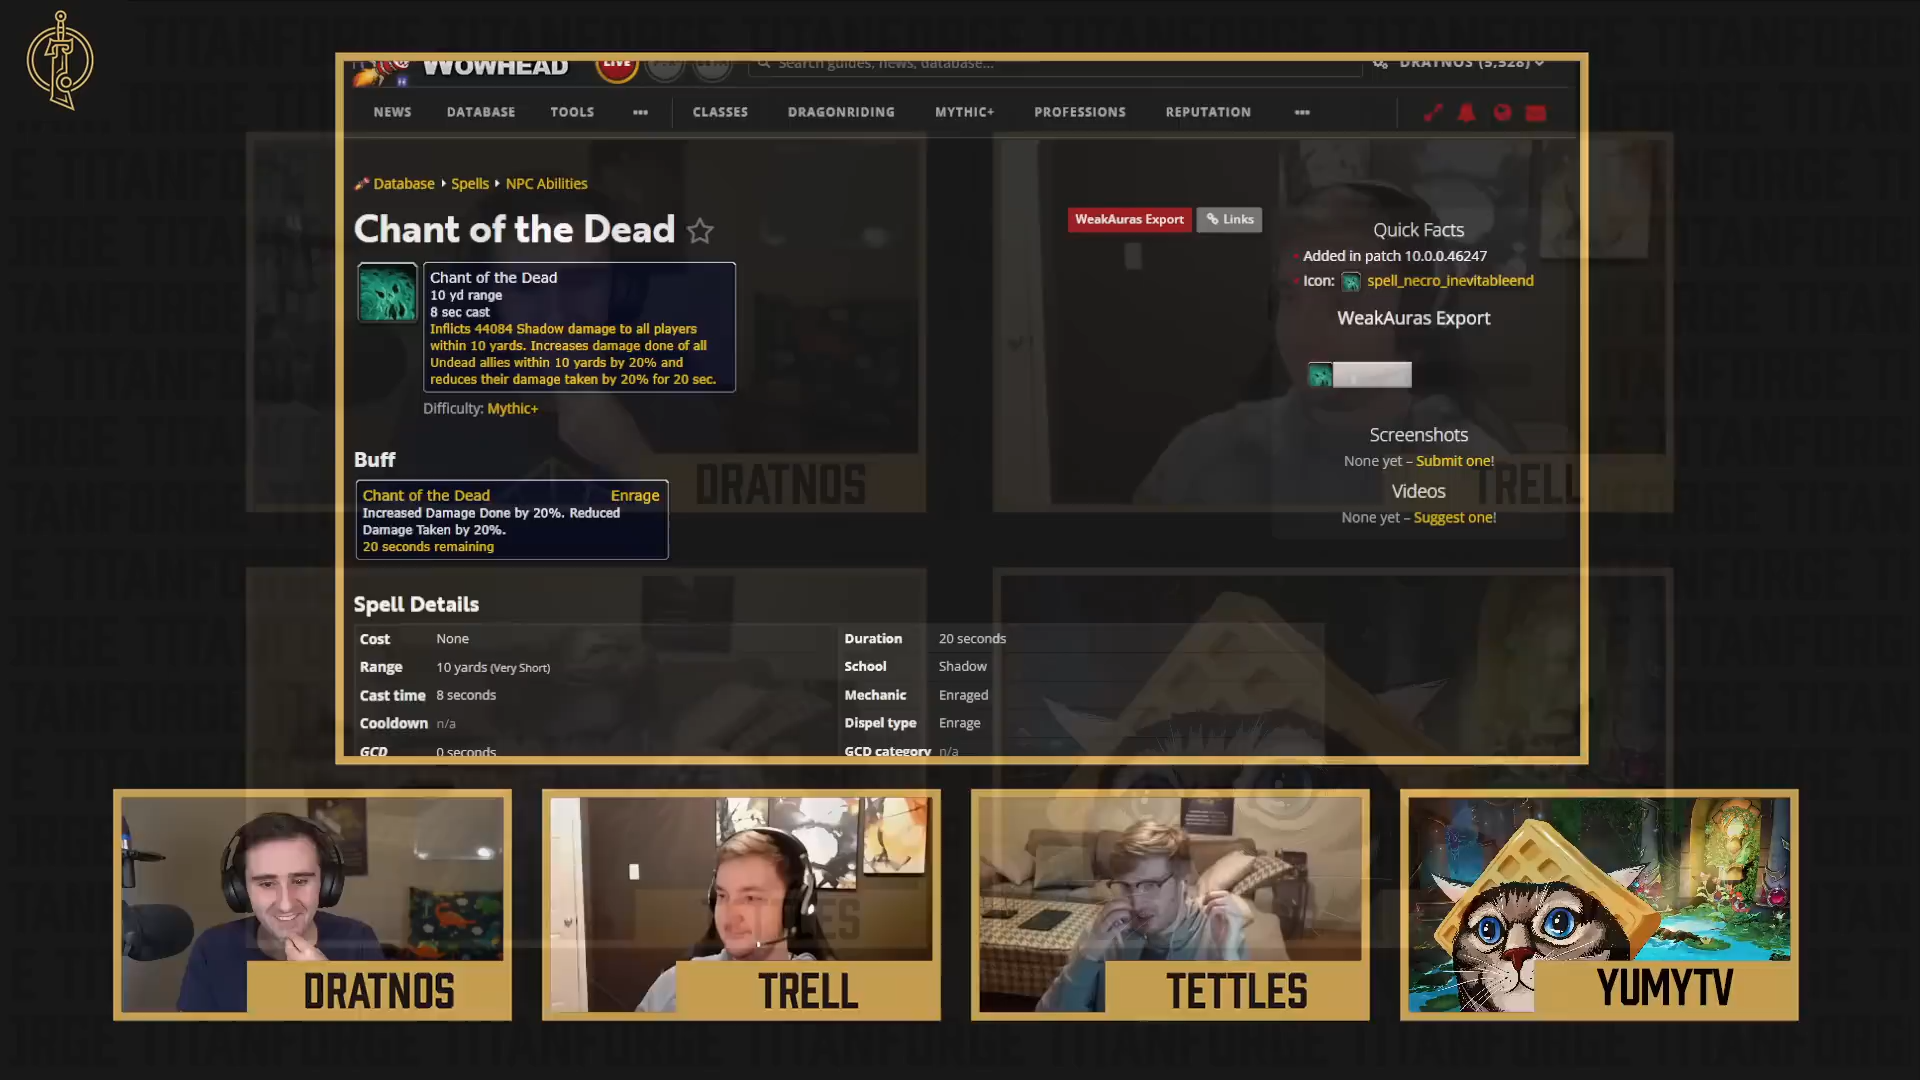 TITANFORGE
WOWHEAD
LIVE
Search guides, news, database...
DRATNOS (5,328)
NEWS
DATABASE
TOOLS
CLASSES
DRAGONRIDING
MYTHIC+
PROFESSIONS
REPUTATION
Database
Spells
NPC Abilities
Chant of the Dead
WeakAuras Export
Links
Chant of the Dead
10 yd range
8 sec cast
Inflicts 44084 Shadow damage to all players
within 10 yards. Increases damage done of all
Undead allies within 10 yards by 20% and
reduces their damage taken by 20% for 20 sec.
Difficulty: Mythic+
Quick Facts
Added in patch 10.0.0.46247
Icon: spell_necro_inevitableend
WeakAuras Export
Screenshots
None yet – Submit one!
Videos
None yet – Suggest one!
DRATNOS
TRELL
Buff
Chant of the Dead Enrage
Increased Damage Done by 20%. Reduced
Damage Taken by 20%.
20 seconds remaining
Spell Details
Cost None
Duration 20 seconds
Range 10 yards (Very Short)
School Shadow
Cast time 8 seconds
Mechanic Enraged
Cooldown n/a
Dispel type Enrage
GCD 0 seconds
GCD category n/a
DRATNOS
TRELL
TETTLES
YUMYTV